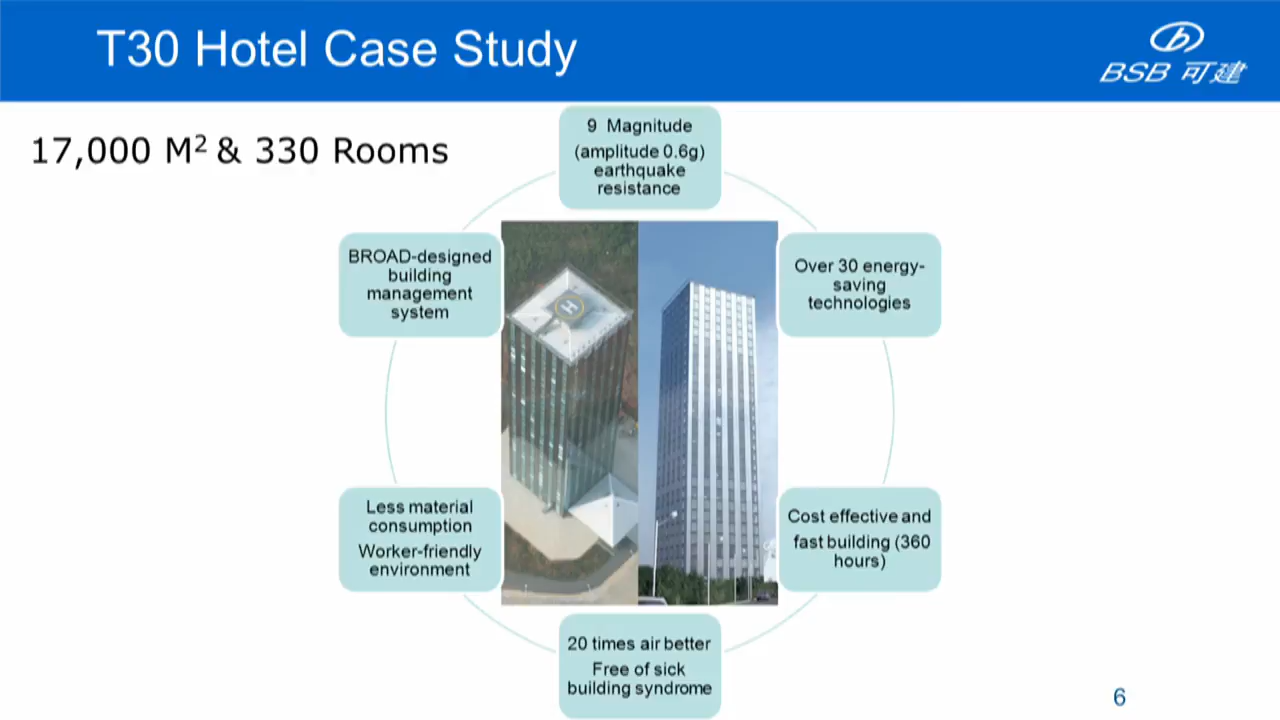 T30 Hotel Case Study
BSB 可建
17,000 M² & 330 Rooms
9 Magnitude
(amplitude 0.6g)
earthquake
resistance
BROAD-designed
building
management
system
Over 30 energy-
saving
technologies
H
Less material
consumption
Worker-friendly
environment
Cost effective and
fast building (360
hours)
20 times air better
Free of sick
building syndrome
6